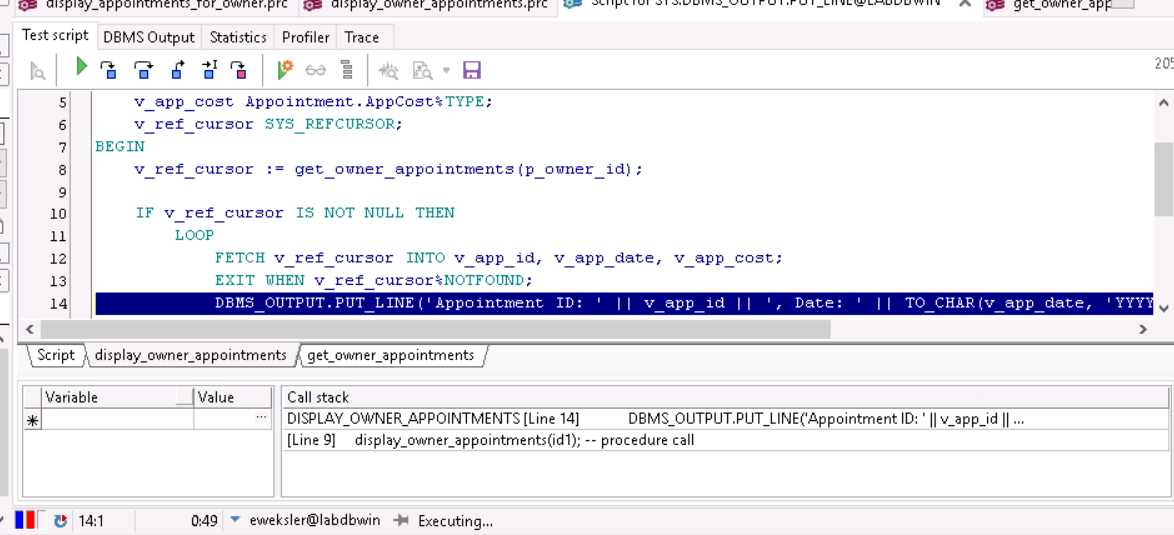 display_appointments_for_owner.prc display_owner_appointments.prc Script for SYS.DBMS_OUTPUT.PUT_LINE@LABDBWIN get_owner_app
Test script DBMS Output Statistics Profiler Trace
205
5 v_app_cost Appointment.AppCost%TYPE;
6 v_ref_cursor SYS_REFCURSOR;
7 BEGIN
8 v_ref_cursor := get_owner_appointments(p_owner_id);
9
10 IF v_ref_cursor IS NOT NULL THEN
11 LOOP
12 FETCH v_ref_cursor INTO v_app_id, v_app_date, v_app_cost;
13 EXIT WHEN v_ref_cursor%NOTFOUND;
14 DBMS_OUTPUT.PUT_LINE('Appointment ID: ' || v_app_id || ', Date: ' || TO_CHAR(v_app_date, 'YYYY
Script display_owner_appointments get_owner_appointments
Variable Value Call stack
DISPLAY_OWNER_APPOINTMENTS [Line 14] DBMS_OUTPUT.PUT_LINE('Appointment ID: ' || v_app_id || ...
[Line 9] display_owner_appointments(id1); -- procedure call
14:1 0:49 eweksler@labdbwin Executing...